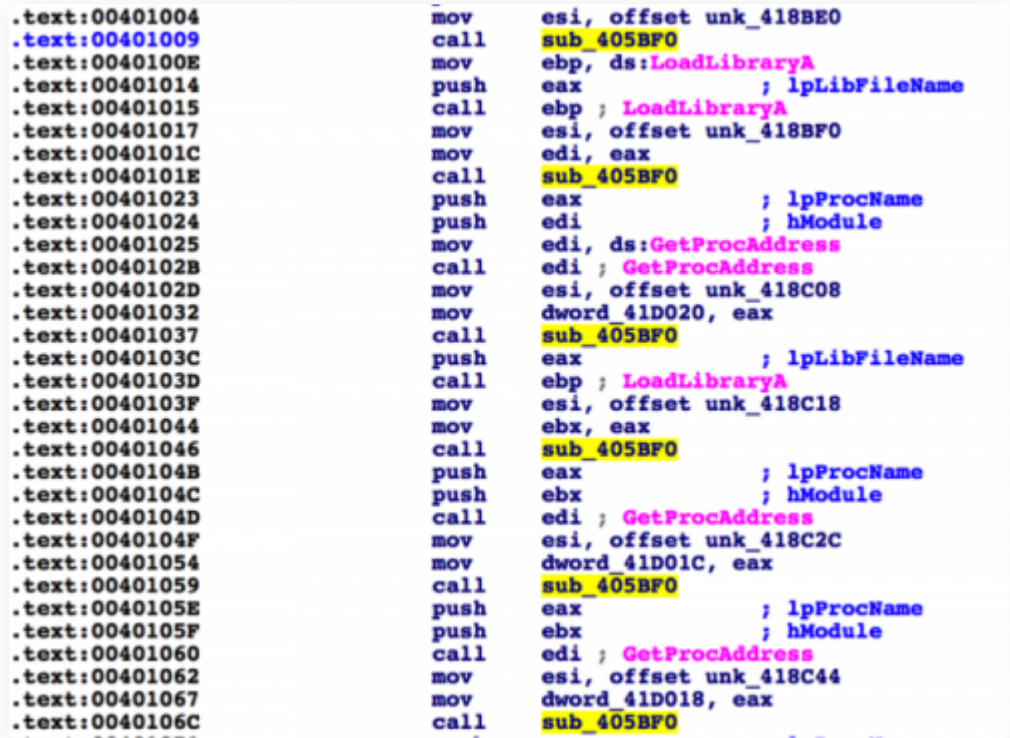 .text:00401004 mov esi, offset unk_418BE0
.text:00401009 call sub_405BF0
.text:0040100E mov ebp, ds:LoadLibraryA
.text:00401014 push eax ; lpLibFileName
.text:00401015 call ebp ; LoadLibraryA
.text:00401017 mov esi, offset unk_418BF0
.text:0040101C mov edi, eax
.text:0040101E call sub_405BF0
.text:00401023 push eax ; lpProcName
.text:00401024 push edi ; hModule
.text:00401025 mov edi, ds:GetProcAddress
.text:0040102B call edi ; GetProcAddress
.text:0040102D mov esi, offset unk_418C08
.text:00401032 mov dword_41D020, eax
.text:00401037 call sub_405BF0
.text:0040103C push eax ; lpLibFileName
.text:0040103D call ebp ; LoadLibraryA
.text:0040103F mov esi, offset unk_418C18
.text:00401044 mov ebx, eax
.text:00401046 call sub_405BF0
.text:0040104B push eax ; lpProcName
.text:0040104C push ebx ; hModule
.text:0040104D call edi ; GetProcAddress
.text:0040104F mov esi, offset unk_418C2C
.text:00401054 mov dword_41D01C, eax
.text:00401059 call sub_405BF0
.text:0040105E push eax ; lpProcName
.text:0040105F push ebx ; hModule
.text:00401060 call edi ; GetProcAddress
.text:00401062 mov esi, offset unk_418C44
.text:00401067 mov dword_41D018, eax
.text:0040106C call sub_405BF0